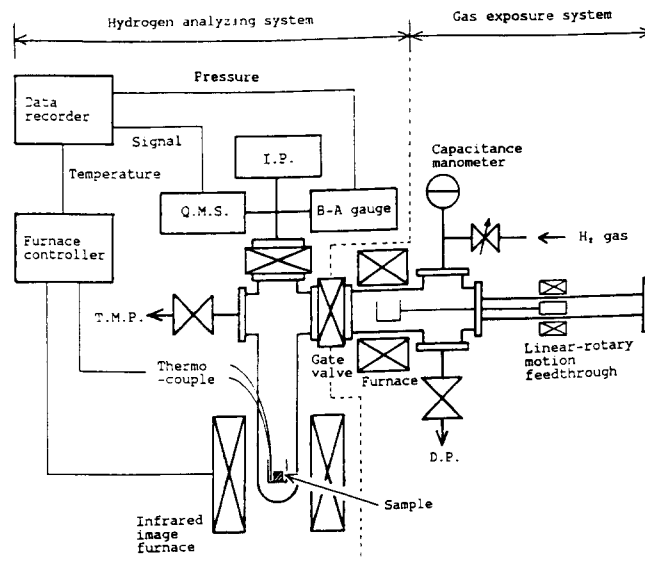 Hydrogen analyzing system
Gas exposure system
Pressure
Data
recorder
Signal
I.P.
Capacitance
manometer
Temperature
Q.M.S.
B-A gauge
Furnace
controller
H₂ gas
T.M.P.
Thermo
-couple
Gate
valve
Furnace
Linear-rotary
motion
feedthrough
D.P.
Sample
Infrared
image
furnace